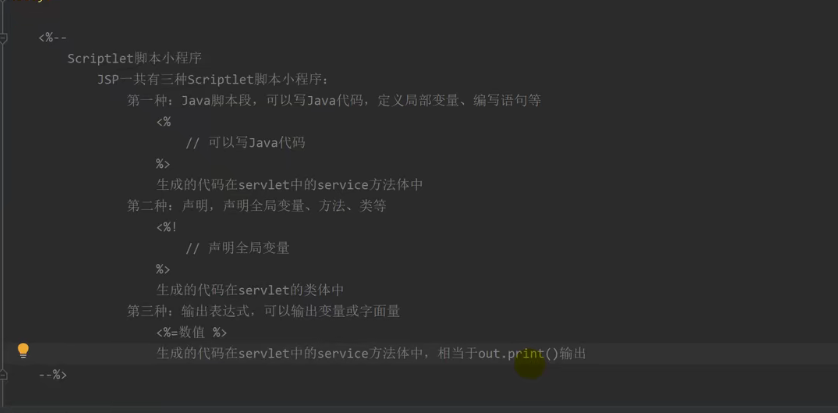 <%--
Scriptlet脚本小程序
JSP一共有三种Scriptlet脚本小程序:
第一种: Java脚本段, 可以写Java代码, 定义局部变量、编写语句等
<%
// 可以写Java代码
%>
生成的代码在servlet中的service方法体中
第二种: 声明, 声明全局变量、方法、类等
<%!
// 声明全局变量
%>
生成的代码在servlet的类体中
第三种: 输出表达式, 可以输出变量或字面量
<%=数值 %>
生成的代码在servlet中的service方法体中, 相当于out.print()输出
--%>